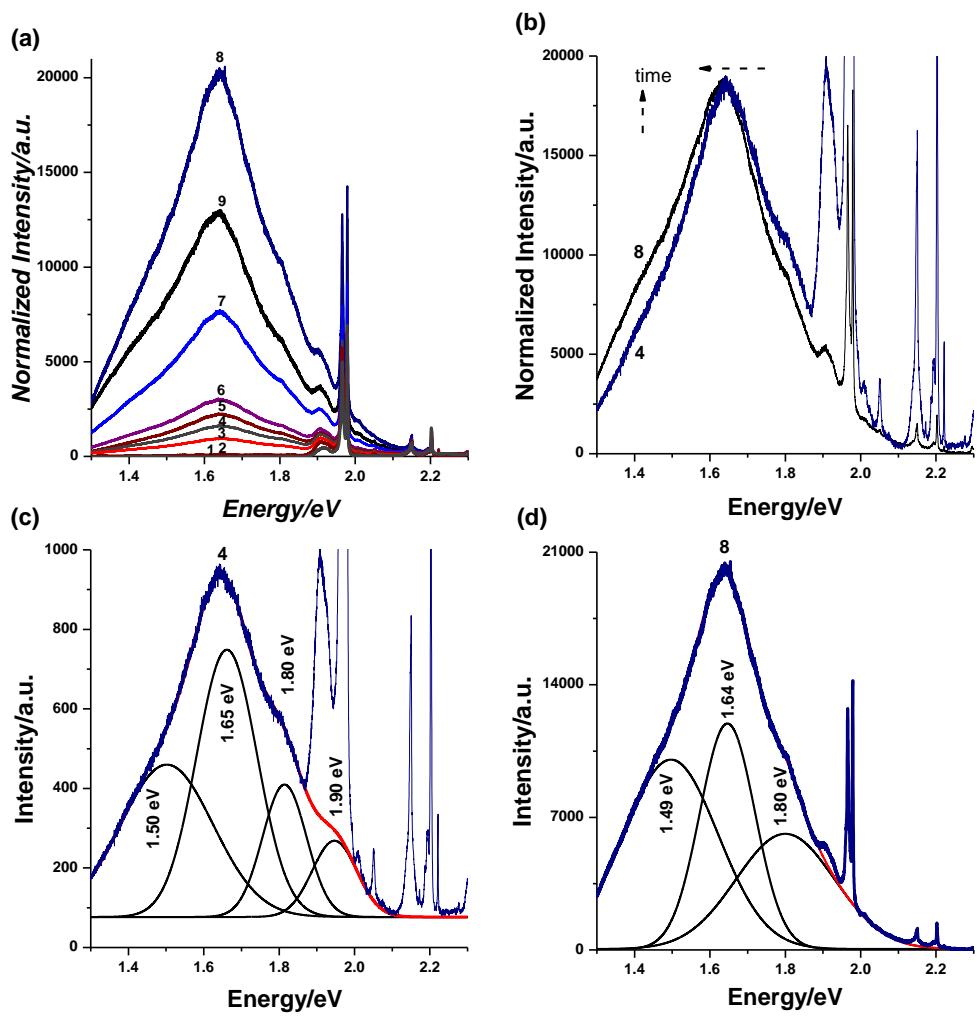 (a)
Normalized Intensity/a.u.
20000
15000
10000
5000
0
8
9
7
6
5
4
3
1 2
1.4 1.6 1.8 2.0 2.2
Energy/eV
(b)
Normalized Intensity/a.u.
20000
15000
10000
5000
0
time
8
4
1.4 1.6 1.8 2.0 2.2
Energy/eV
(c)
Intensity/a.u.
1000
800
600
400
200
0
4
1.50 eV
1.65 eV
1.80 eV
1.90 eV
1.4 1.6 1.8 2.0 2.2
Energy/eV
(d)
Intensity/a.u.
21000
14000
7000
0
8
1.49 eV
1.64 eV
1.80 eV
1.4 1.6 1.8 2.0 2.2
Energy/eV